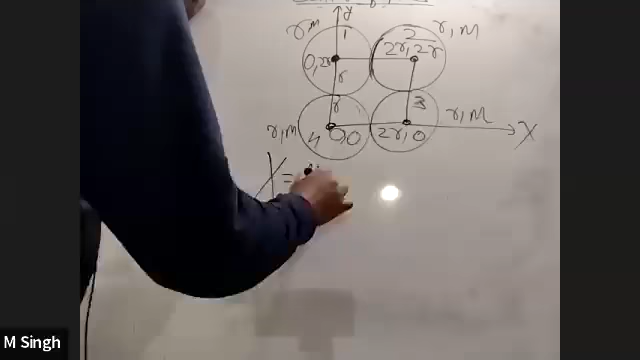 y
r m 1 2 r, M
0, 2r 2r, 2r
r
r 3
r, M 4 0, 0 2r, 0 r, M X
X =
M Singh